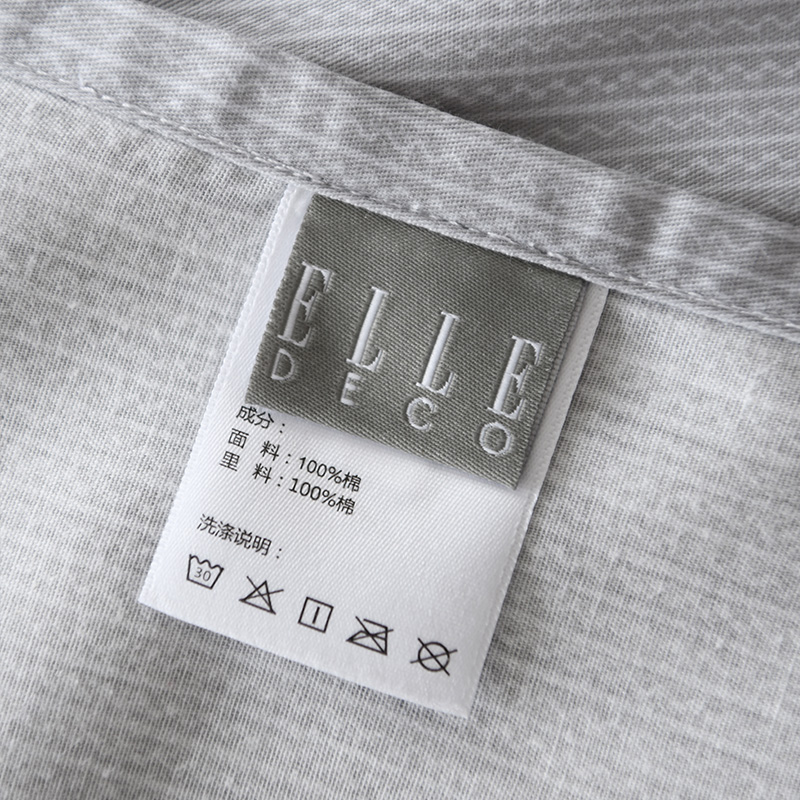 ELLE
DECO
成分：
面 料：100%棉
里 料：100%棉
洗涤说明：
30